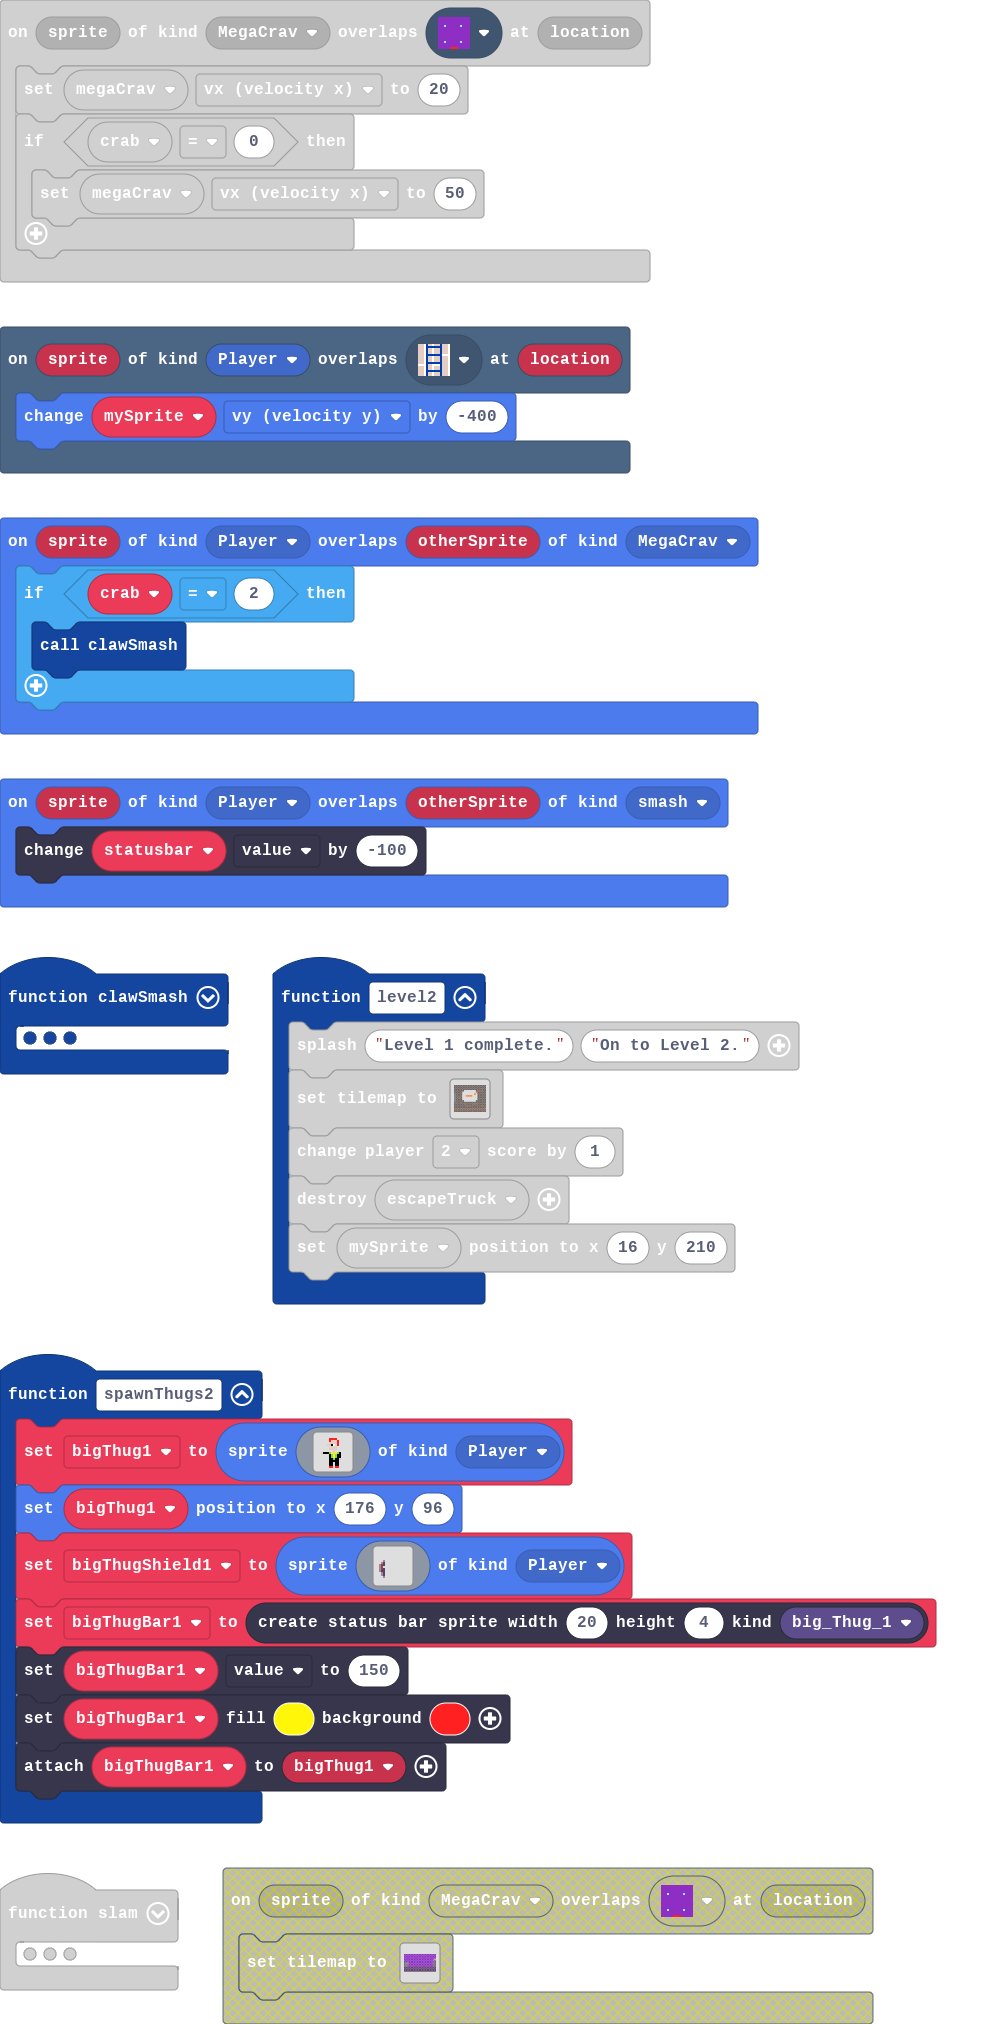 on sprite of kind MegaCrav overlaps at location
set megaCrav vx (velocity x) to 20
if crab = 0 then
set megaCrav vx (velocity x) to 50
on sprite of kind Player overlaps at location
change mySprite vy (velocity y) by -400
on sprite of kind Player overlaps otherSprite of kind MegaCrav
if crab = 2 then
call clawSmash
on sprite of kind Player overlaps otherSprite of kind smash
change statusbar value by -100
function clawSmash
function level2
splash "Level 1 complete." "On to Level 2."
set tilemap to
change player 2 score by 1
destroy escapeTruck
set mySprite position to x 16 y 210
function spawnThugs2
set bigThug1 to sprite of kind Player
set bigThug1 position to x 176 y 96
set bigThugShield1 to sprite of kind Player
set bigThugBar1 to create status bar sprite width 20 height 4 kind big_Thug_1
set bigThugBar1 value to 150
set bigThugBar1 fill background
attach bigThugBar1 to bigThug1
function slam
on sprite of kind MegaCrav overlaps at location
set tilemap to